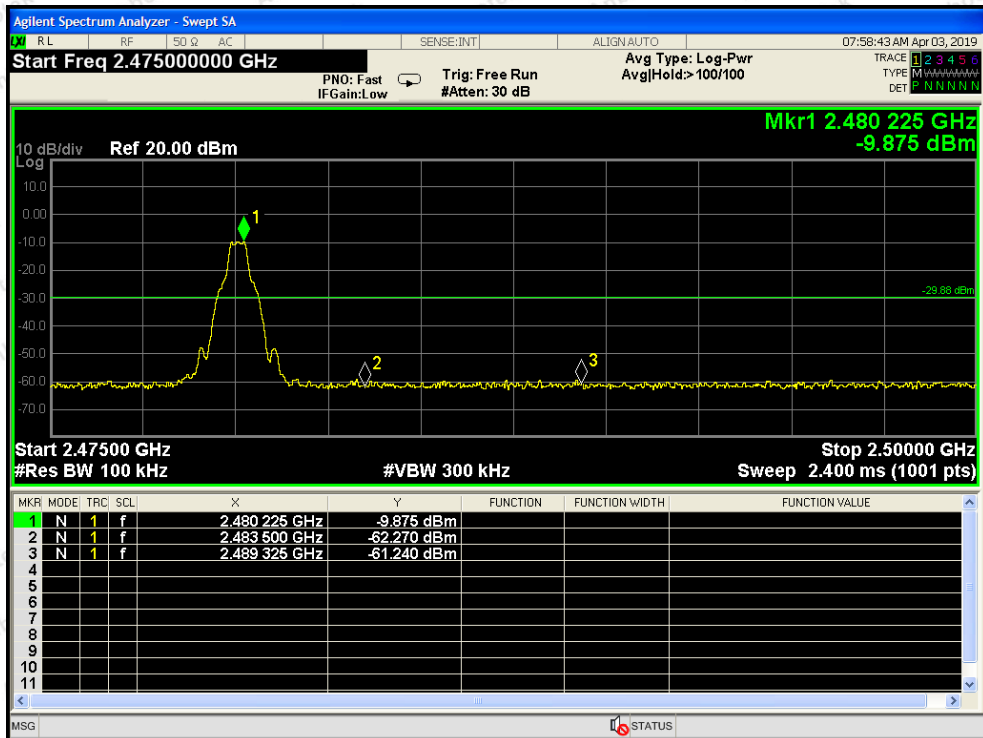 Agilent Spectrum Analyzer - Swept SA
LXI RL RF 50 Ω AC SENSE:INT ALIGN AUTO 07:58:43 AM Apr 03, 2019
Start Freq 2.475000000 GHz
PNO: Fast
IFGain:Low
Trig: Free Run
#Atten: 30 dB
Avg Type: Log-Pwr
Avg|Hold:>100/100
TRACE 1 2 3 4 5 6
TYPE M
DET P N N N N N
Mkr1 2.480 225 GHz
-9.875 dBm
10 dB/div Ref 20.00 dBm
Log
10.0
0.00
-10.0
-20.0
-30.0
-40.0
-50.0
-60.0
-70.0
1
2
3
-29.88 dBm
Start 2.47500 GHz Stop 2.50000 GHz
#Res BW 100 kHz #VBW 300 kHz Sweep 2.400 ms (1001 pts)
MKR MODE TRC SCL X Y FUNCTION FUNCTION WIDTH FUNCTION VALUE
1 N 1 f 2.480 225 GHz -9.875 dBm
2 N 1 f 2.483 500 GHz -62.270 dBm
3 N 1 f 2.489 325 GHz -61.240 dBm
4
5
6
7
8
9
10
11
MSG STATUS